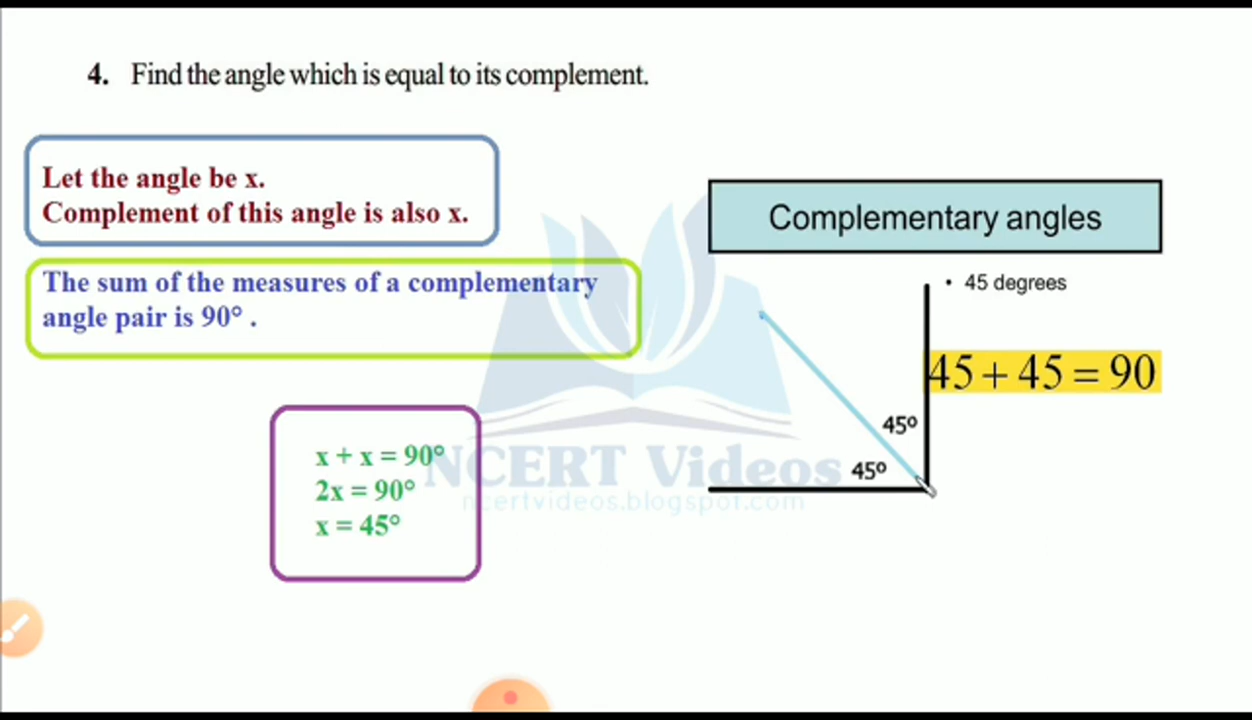 4. Find the angle which is equal to its complement.
Let the angle be x.
Complement of this angle is also x.
The sum of the measures of a complementary
angle pair is 90° .
x + x = 90°
2x = 90°
x = 45°
Complementary angles
• 45 degrees
45 + 45 = 90
45º
45º
NCERT Videos
ncertvideos.blogspot.com